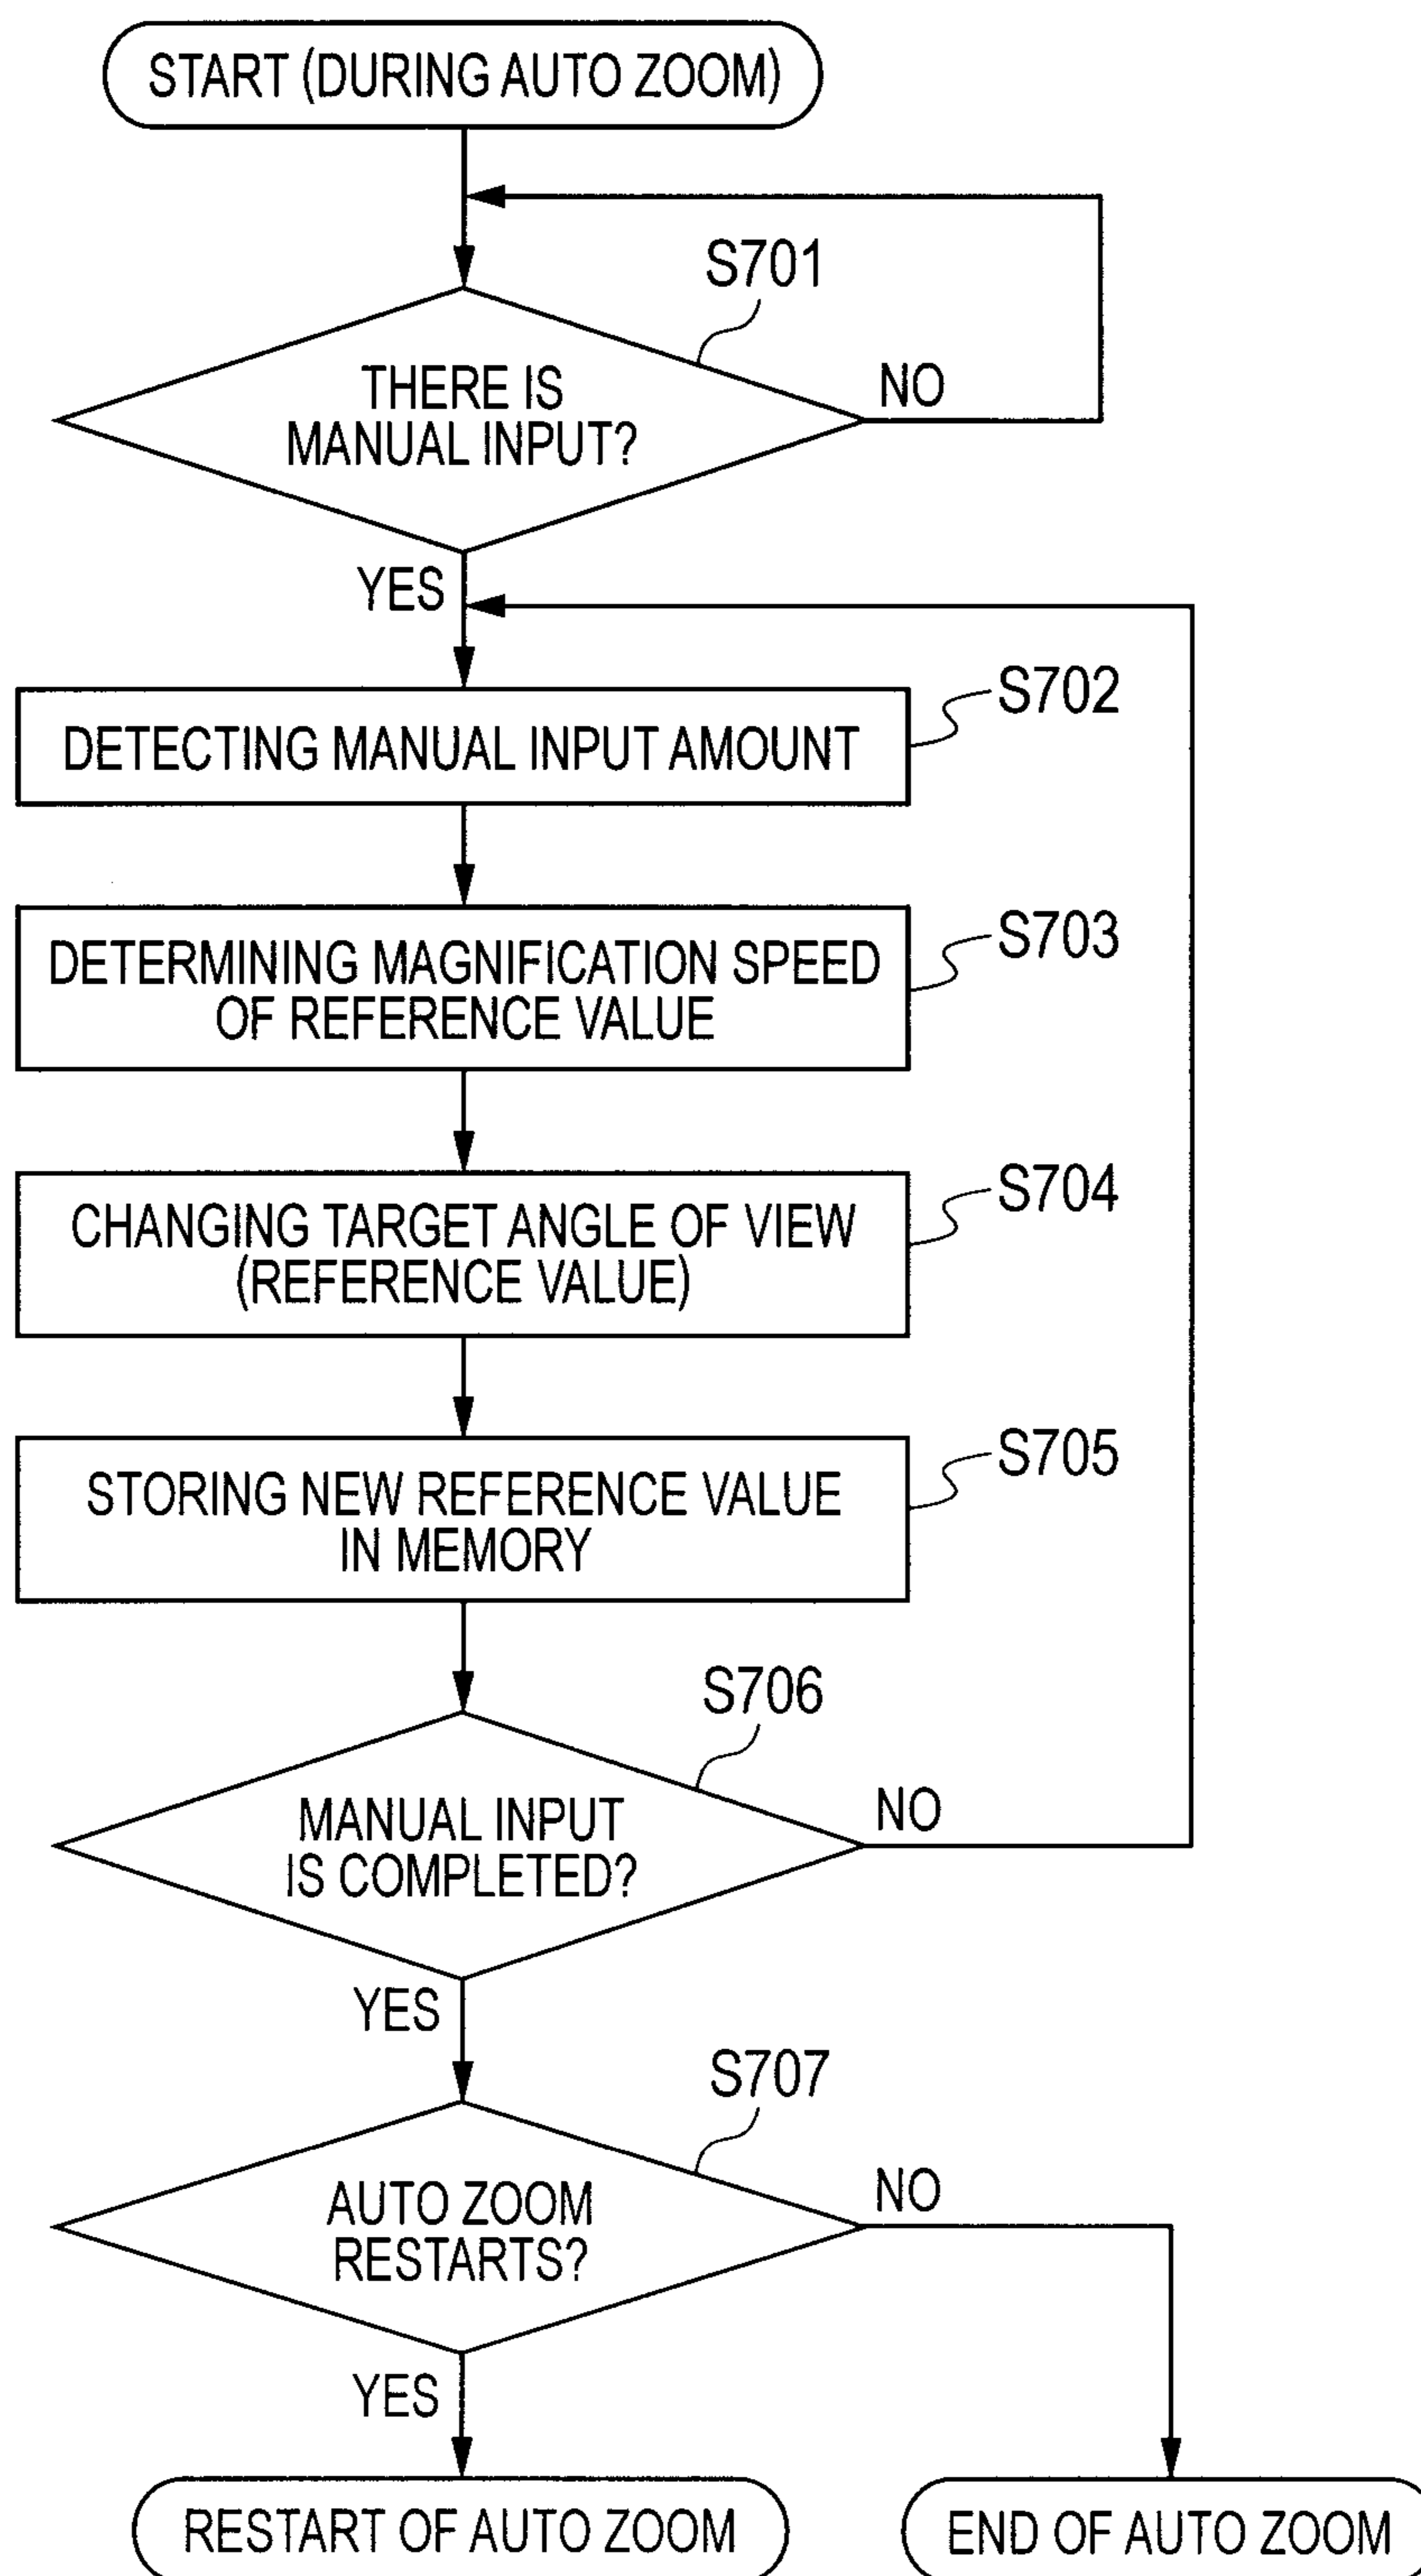 START (DURING AUTO ZOOM)
S701
THERE IS
MANUAL INPUT?
NO
YES
S702
DETECTING MANUAL INPUT AMOUNT
S703
DETERMINING MAGNIFICATION SPEED
OF REFERENCE VALUE
S704
CHANGING TARGET ANGLE OF VIEW
(REFERENCE VALUE)
S705
STORING NEW REFERENCE VALUE
IN MEMORY
S706
MANUAL INPUT
IS COMPLETED?
NO
YES
S707
AUTO ZOOM
RESTARTS?
NO
YES
RESTART OF AUTO ZOOM
END OF AUTO ZOOM